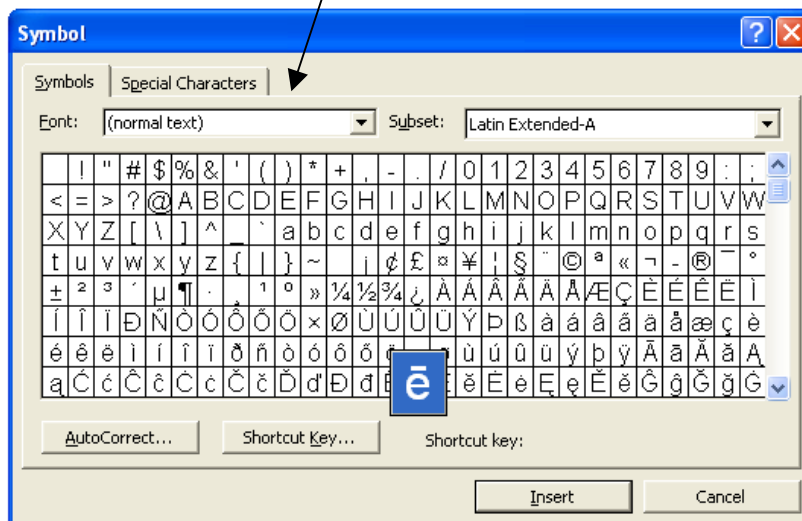 Symbol
Symbols Special Characters
Font: (normal text) Subset: Latin Extended-A
! " # $ % & ' ( ) * + , - . / 0 1 2 3 4 5 6 7 8 9 : ;
< = > ? @ A B C D E F G H I J K L M N O P Q R S T U V W
X Y Z [ \ ] ^ _ ` a b c d e f g h i j k l m n o p q r s
t u v w x y z { | } ~ ¡ ¢ £ ¤ ¥ ¦ § ¨ © ª « ¬ - ® ¯ °
± ² ³ ´ µ ¶ · ¸ ¹ º » ¼ ½ ¾ ¿ À Á Â Ã Ä Å Æ Ç È É Ê Ë Ì
Í Î Ï Ð Ñ Ò Ó Ô Õ Ö × Ø Ù Ú Û Ü Ý Þ ß à á â ã ä å æ ç è
é ê ë ì í î ï ð ñ ò ó ô õ ù ú û ü ý þ ÿ Ā ā Ă ă Ą
ą Ć ć Ĉ ĉ Ċ ċ Č č Ď ď Đ đ ē ĕ Ė ė Ę ę Ě ě Ĝ ĝ Ğ ğ Ġ
AutoCorrect... Shortcut Key... Shortcut key:
Insert Cancel